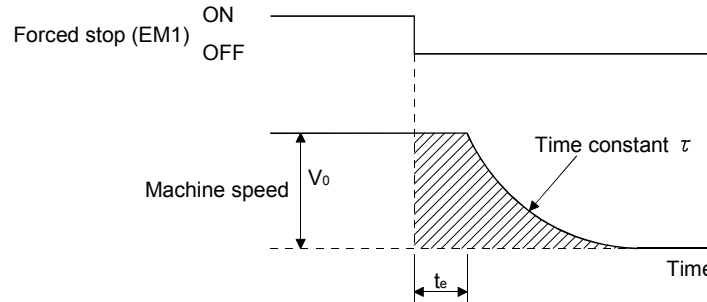 ON
Forced stop (EM1)
OFF
Time constant τ
V0
Machine speed
Time
te